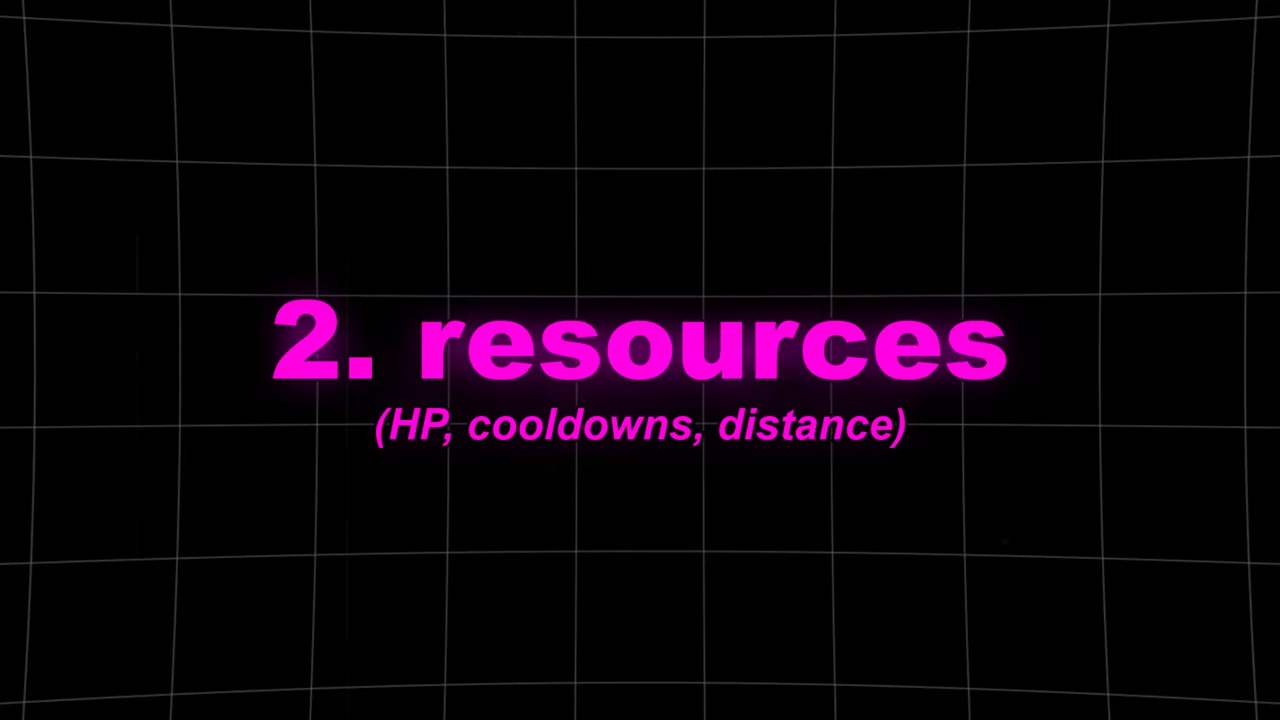 2. resources
(HP, cooldowns, distance)